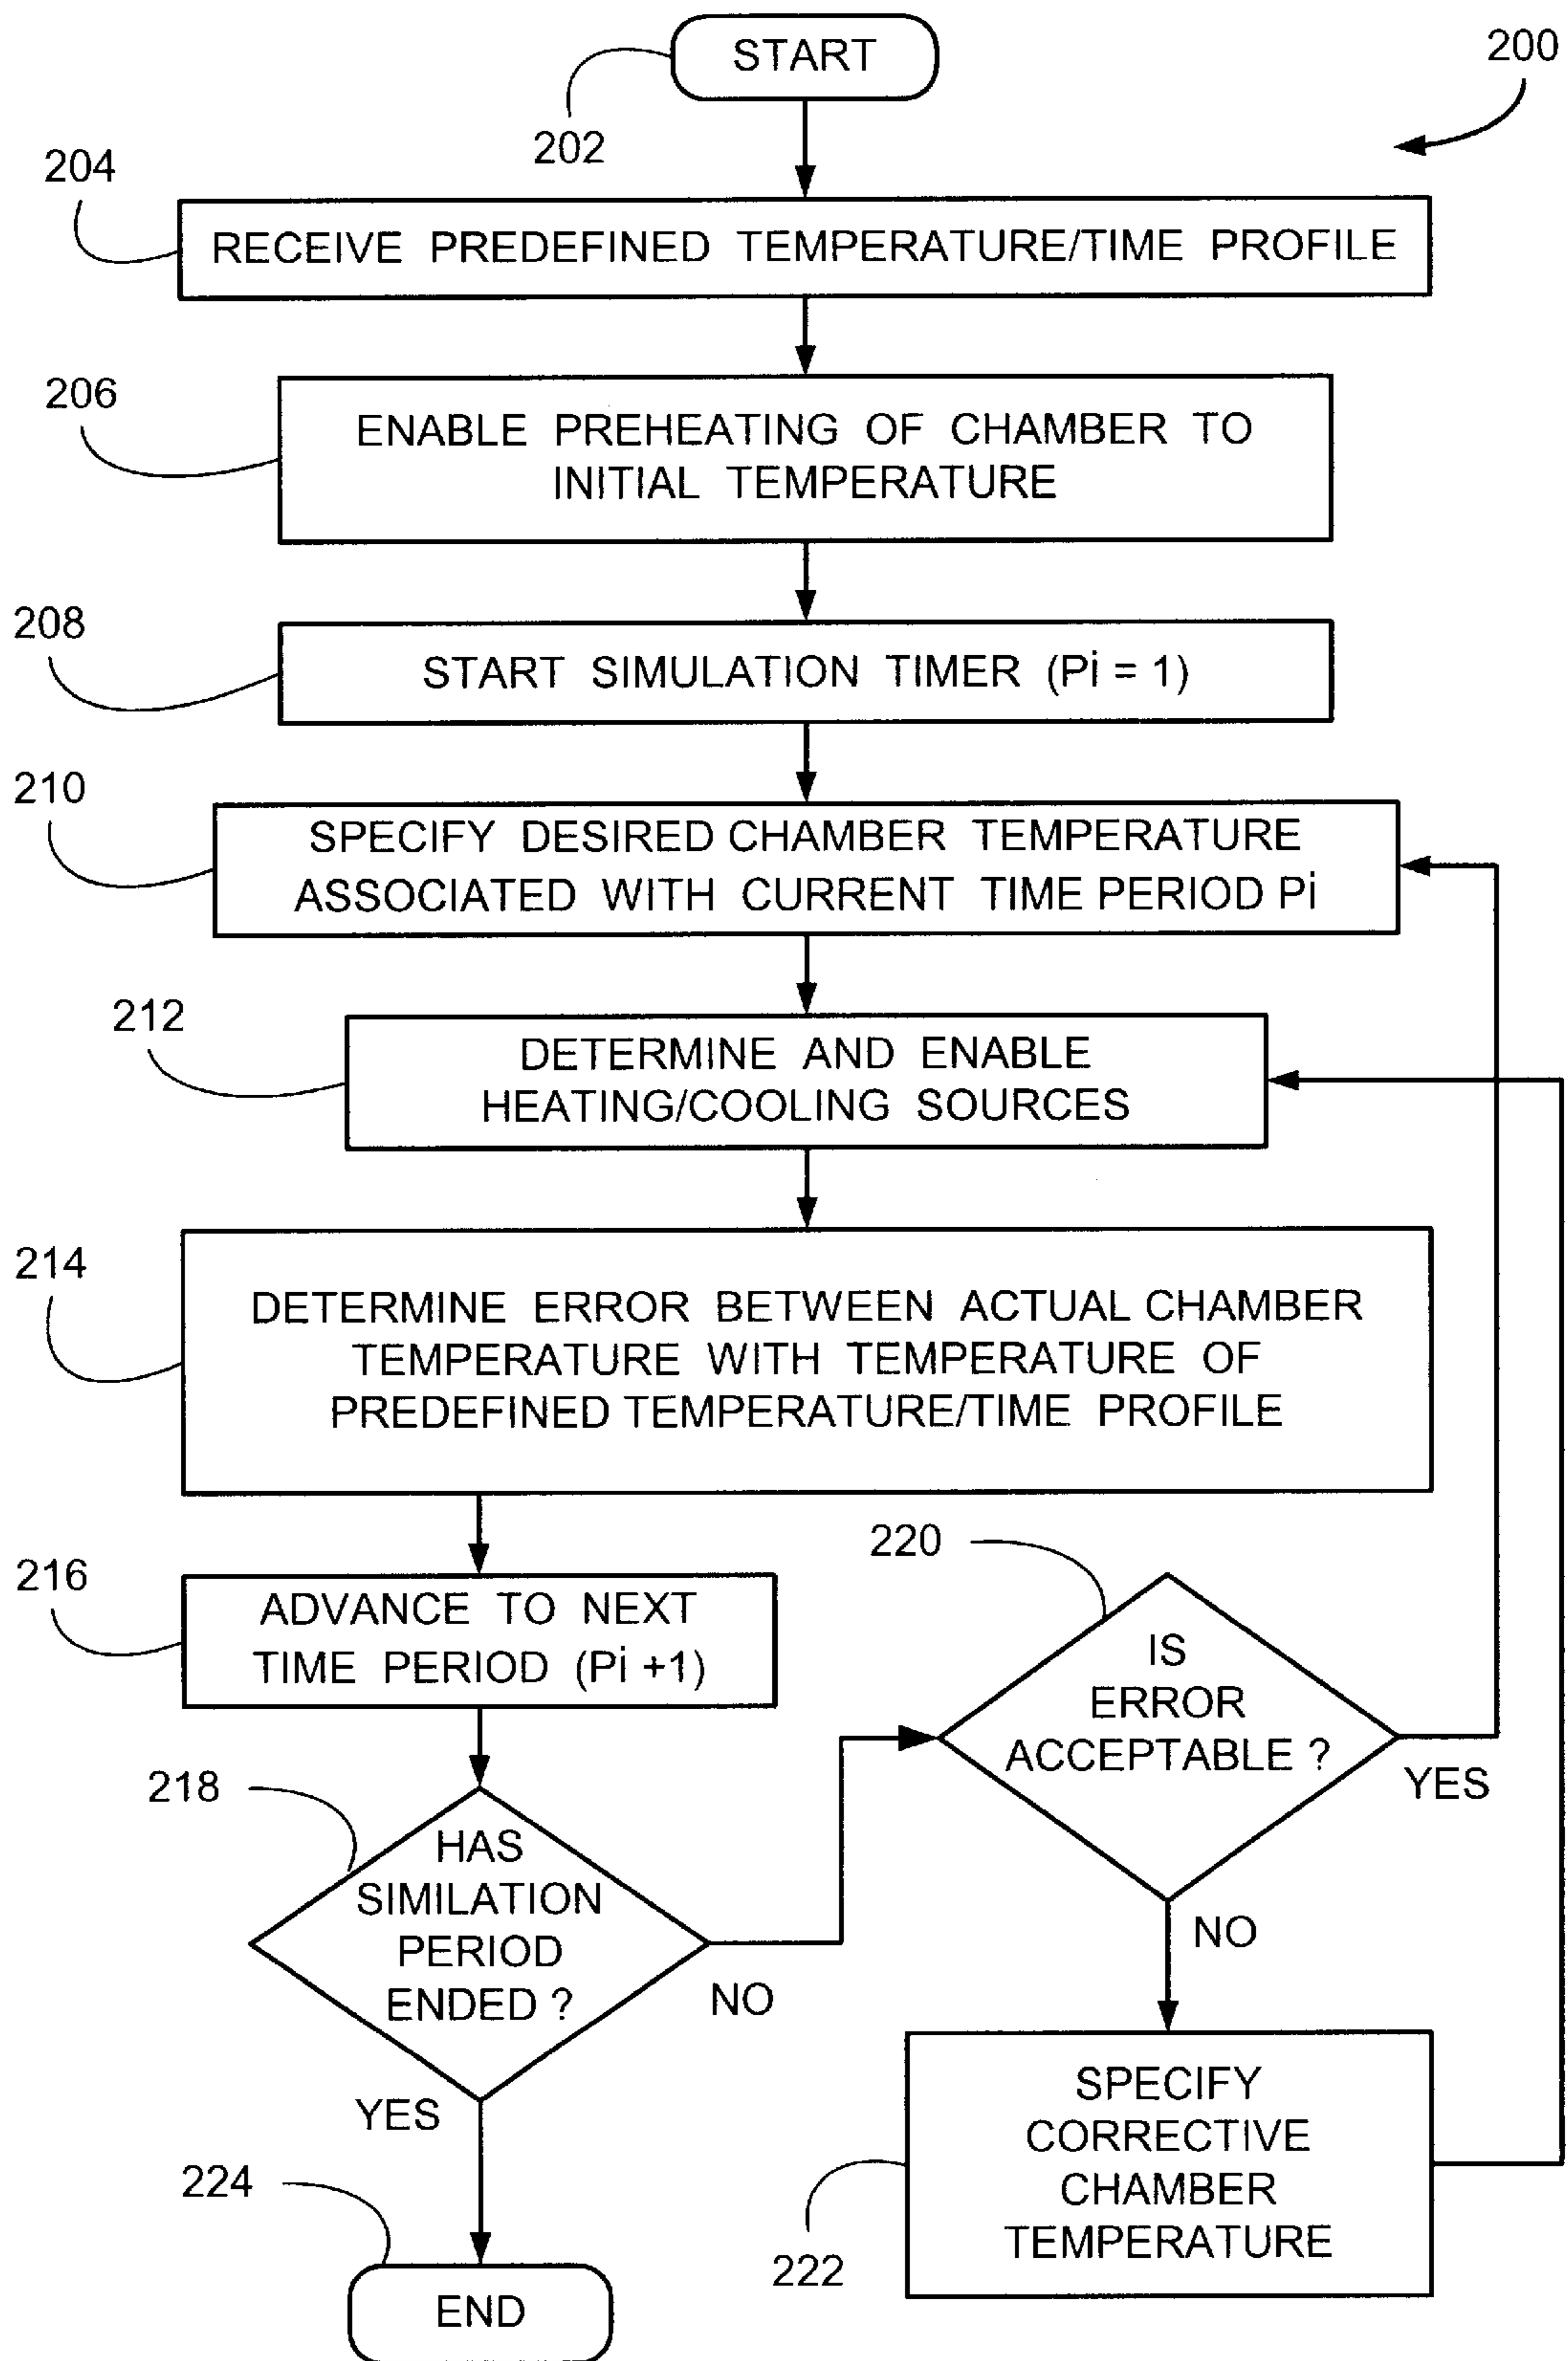 START
200
202
204
RECEIVE PREDEFINED TEMPERATURE/TIME PROFILE
206
ENABLE PREHEATING OF CHAMBER TO
INITIAL TEMPERATURE
208
START SIMULATION TIMER (Pi = 1)
210
SPECIFY DESIRED CHAMBER TEMPERATURE
ASSOCIATED WITH CURRENT TIME PERIOD Pi
212
DETERMINE AND ENABLE
HEATING/COOLING SOURCES
214
DETERMINE ERROR BETWEEN ACTUAL CHAMBER
TEMPERATURE WITH TEMPERATURE OF
PREDEFINED TEMPERATURE/TIME PROFILE
216
ADVANCE TO NEXT
TIME PERIOD (Pi +1)
218
HAS
SIMILATION
PERIOD
ENDED ?
NO
YES
220
IS
ERROR
ACCEPTABLE ?
YES
NO
222
SPECIFY
CORRECTIVE
CHAMBER
TEMPERATURE
224
END